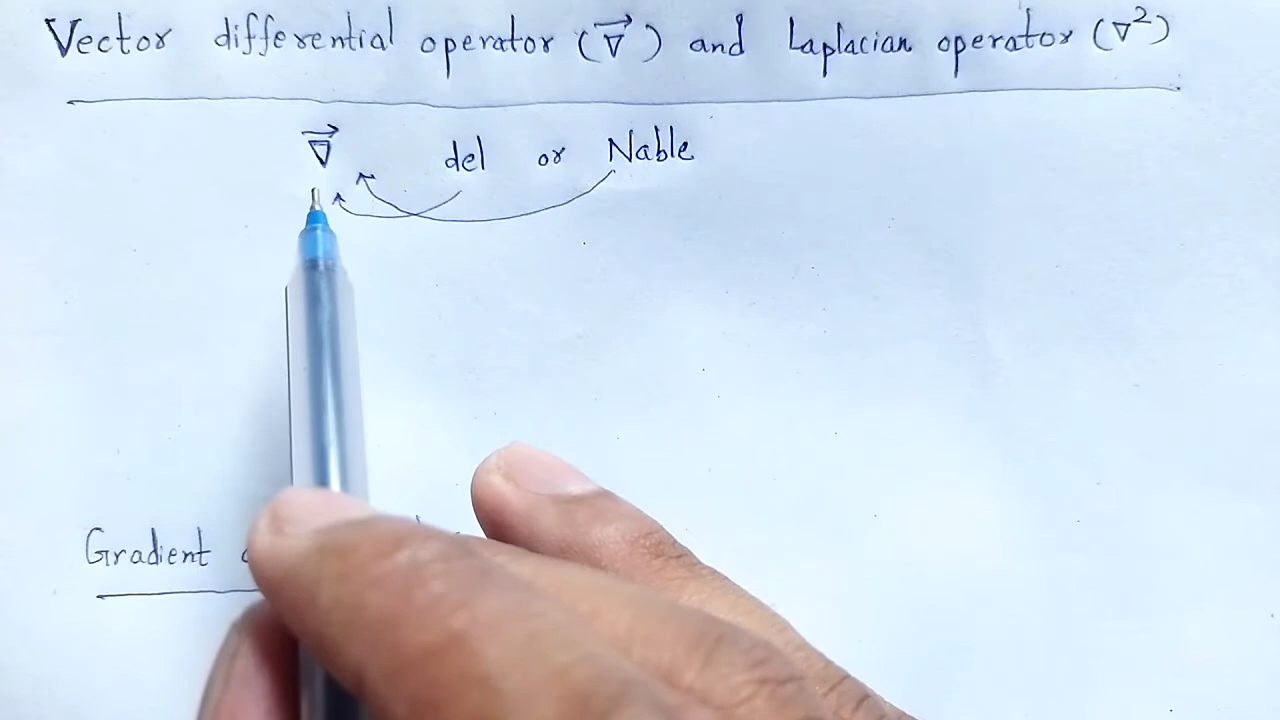 Vector differential operator (∇⃗) and Laplacian operator (∇²)
∇⃗ del or Nable
Gradient